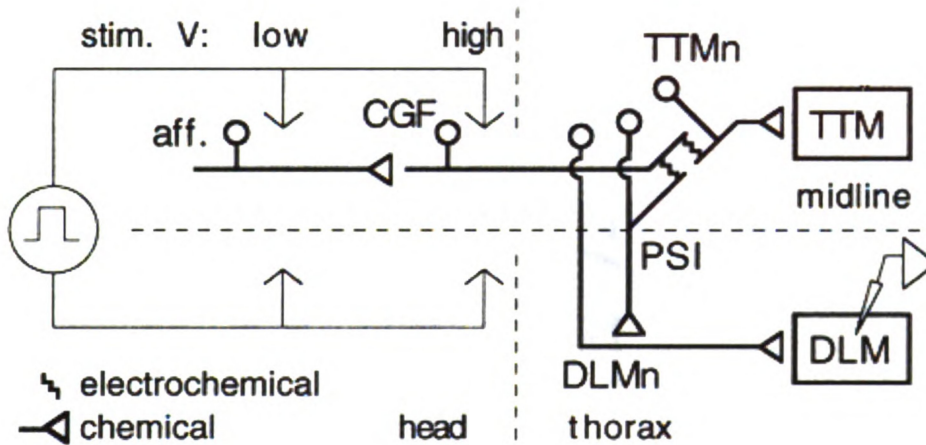 stim. V: low high
TTMn
aff. CGF TTM
midline
PSI
DLM
DLMn
electrochemical
chemical head thorax